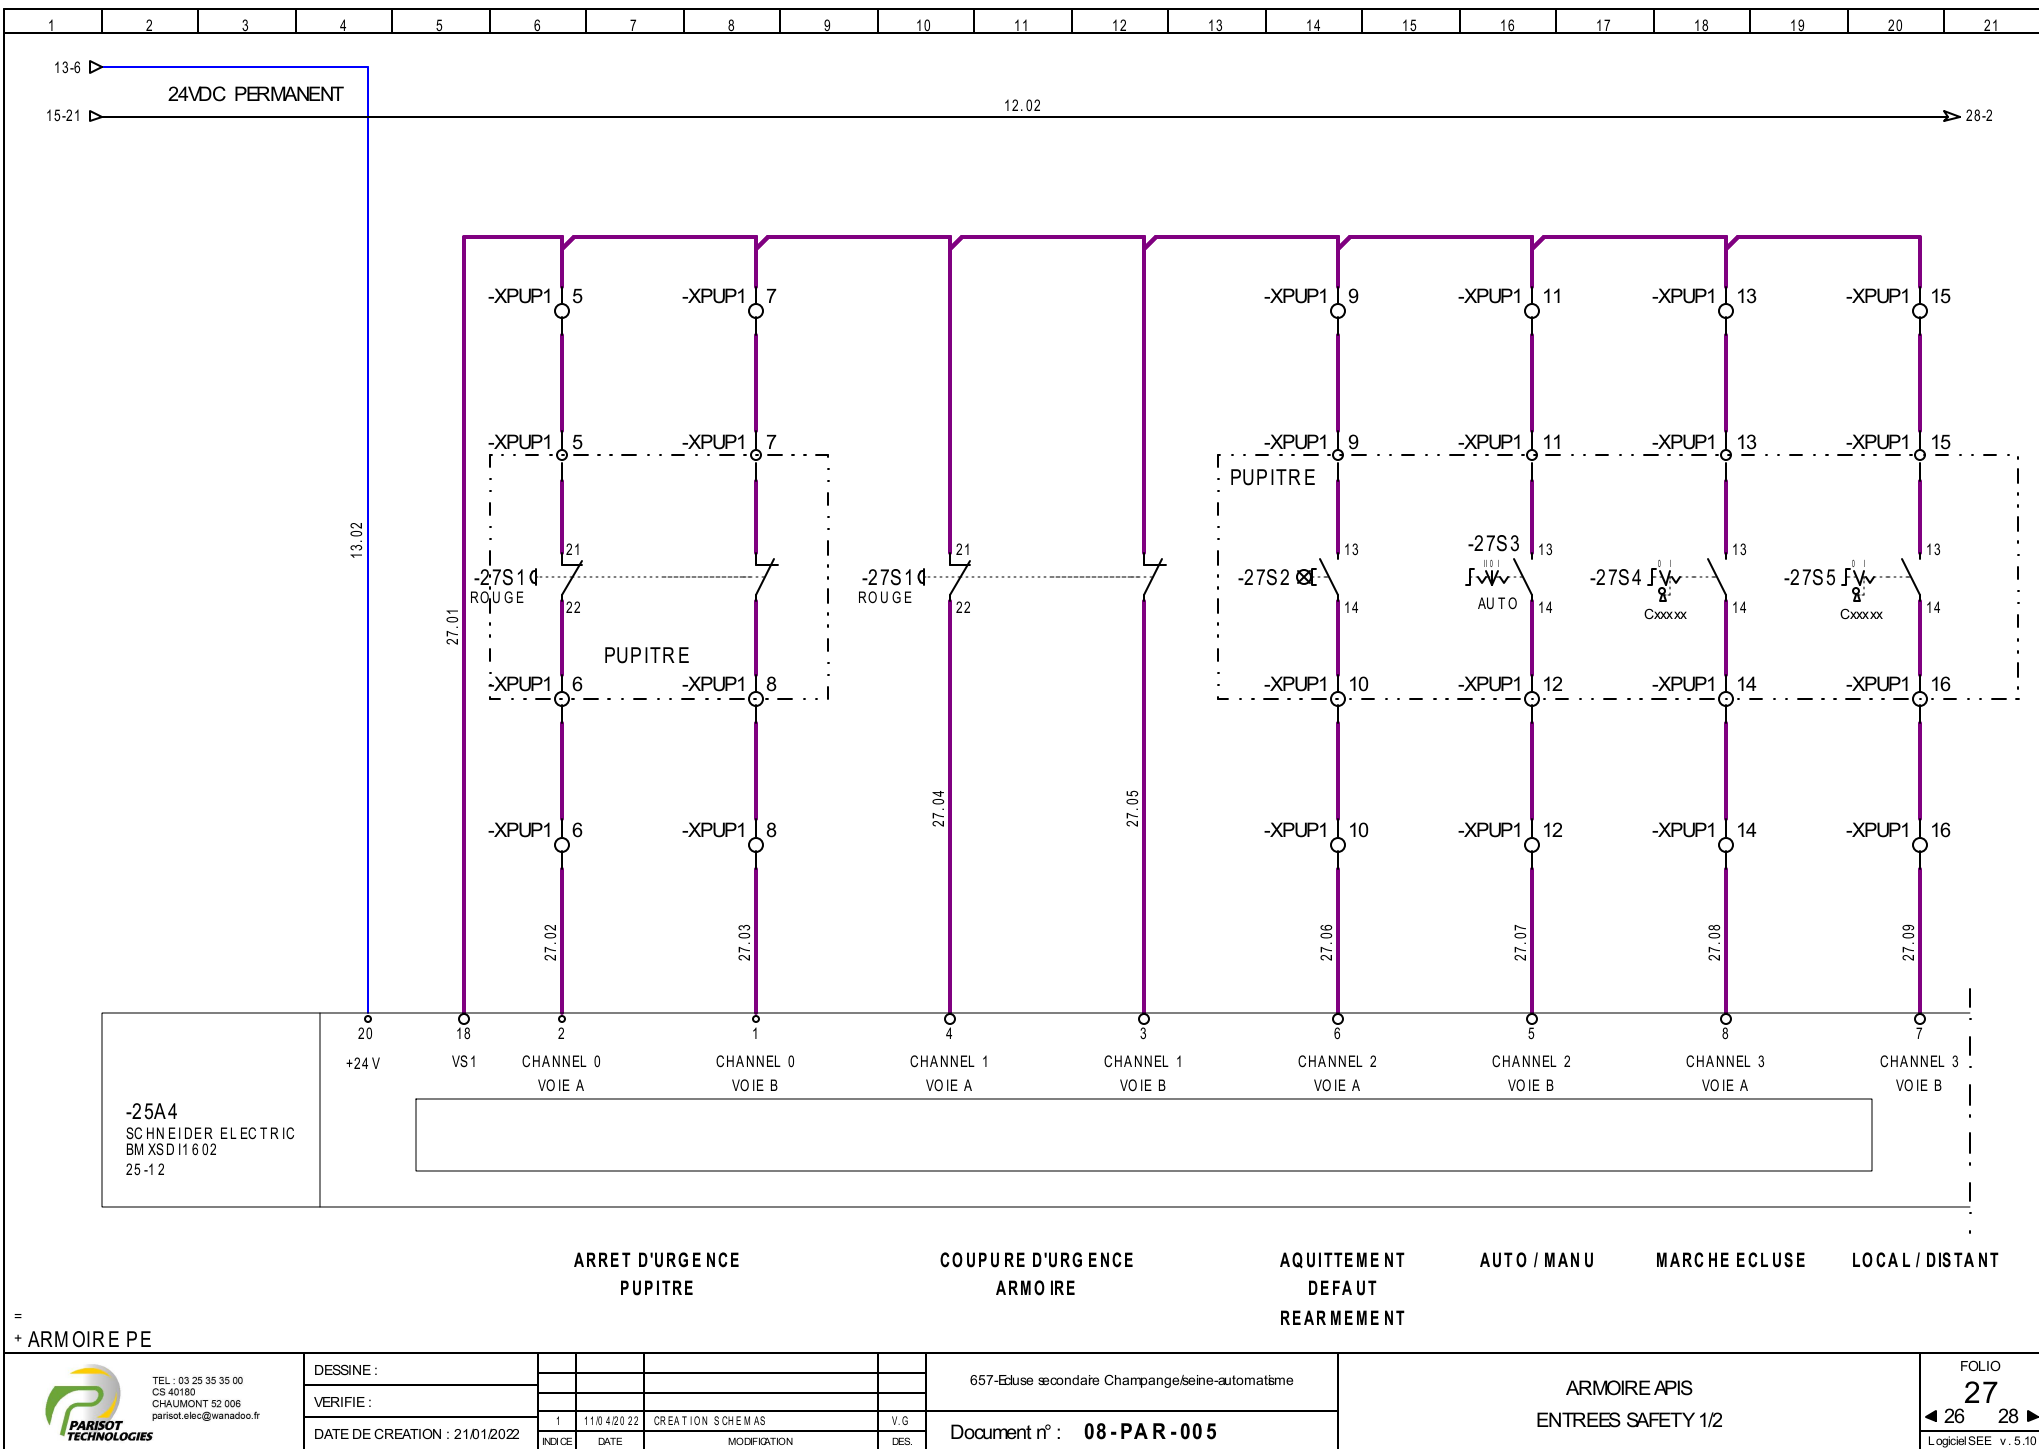 1 2 3 4 5 6 7 8 9 10 11 12 13 14 15 16 17 18 19 20 21
13-6
24VDC PERMANENT
15-21
12.02
28-2
-XPUP1 5
-XPUP1 7
-XPUP1 9
-XPUP1 11
-XPUP1 13
-XPUP1 15
-XPUP1 5
-XPUP1 7
-XPUP1 9
-XPUP1 11
-XPUP1 13
-XPUP1 15
PUPITRE
13.02
27.01
21
-27S1
ROUGE
22
PUPITRE
21
-27S1
ROUGE
22
13
-27S2
14
-27S3
13
II 0 I
AUTO
14
13
0 I
-27S4
Cxxxxx
14
13
0 I
-27S5
Cxxxxx
14
-XPUP1 6
-XPUP1 8
-XPUP1 10
-XPUP1 12
-XPUP1 14
-XPUP1 16
27.04
27.05
-XPUP1 6
-XPUP1 8
-XPUP1 10
-XPUP1 12
-XPUP1 14
-XPUP1 16
27.02
27.03
27.06
27.07
27.08
27.09
20 18 2 1 4 3 6 5 8 7
+24V VS1 CHANNEL 0 CHANNEL 0 CHANNEL 1 CHANNEL 1 CHANNEL 2 CHANNEL 2 CHANNEL 3 CHANNEL 3
VOIE A VOIE B VOIE A VOIE B VOIE A VOIE B VOIE A VOIE B
-25A4
SCHNEIDER ELECTRIC
BMXSDI1602
25-12
ARRET D'URGENCE
PUPITRE
COUPURE D'URGENCE
ARMOIRE
AQUITTEMENT
DEFAUT
REARMEMENT
AUTO / MANU
MARCHE ECLUSE
LOCAL / DISTANT
=
+ ARMOIRE PE
PARISOT
TECHNOLOGIES
TEL : 03 25 35 35 00
CS 40180
CHAUMONT 52 006
parisot.elec@wanadoo.fr
DESSINE :
VERIFIE :
DATE DE CREATION : 21/01/2022
1 11/04/2022 CREATION SCHEMAS V.G
INDICE DATE MODIFICATION DES.
657-Ecluse secondaire Champange/seine-automatisme
Document n° : 08-PAR-005
ARMOIRE APIS
ENTREES SAFETY 1/2
FOLIO
27
26 28
Logiciel SEE v.5.10